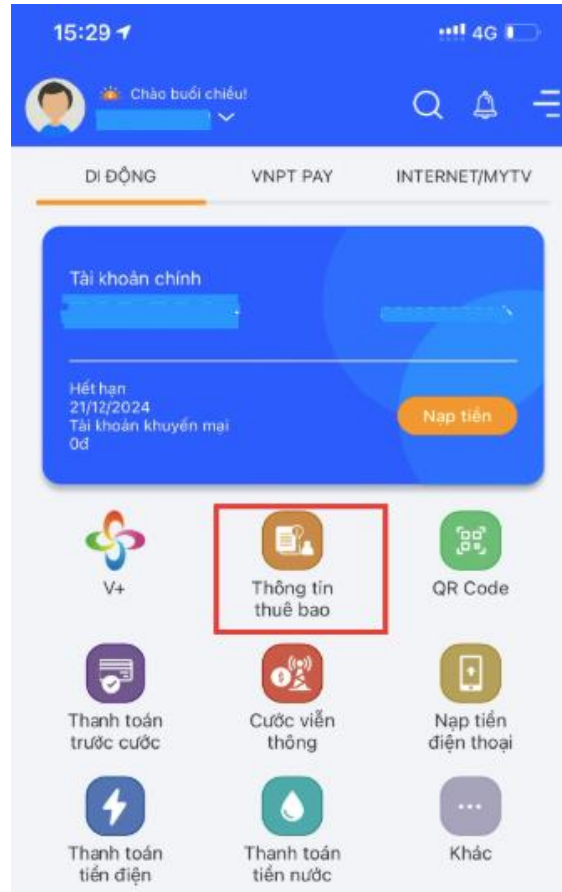 15:29
4G
Chào buổi chiều!
DI ĐỘNG
VNPT PAY
INTERNET/MYTV
Tài khoản chính
Hết hạn
21/12/2024
Tài khoản khuyến mại
0đ
Nạp tiền
V+
Thông tin
thuê bao
QR Code
Thanh toán
trước cước
Cước viễn
thông
Nạp tiền
điện thoại
Thanh toán
tiền điện
Thanh toán
tiền nước
Khác